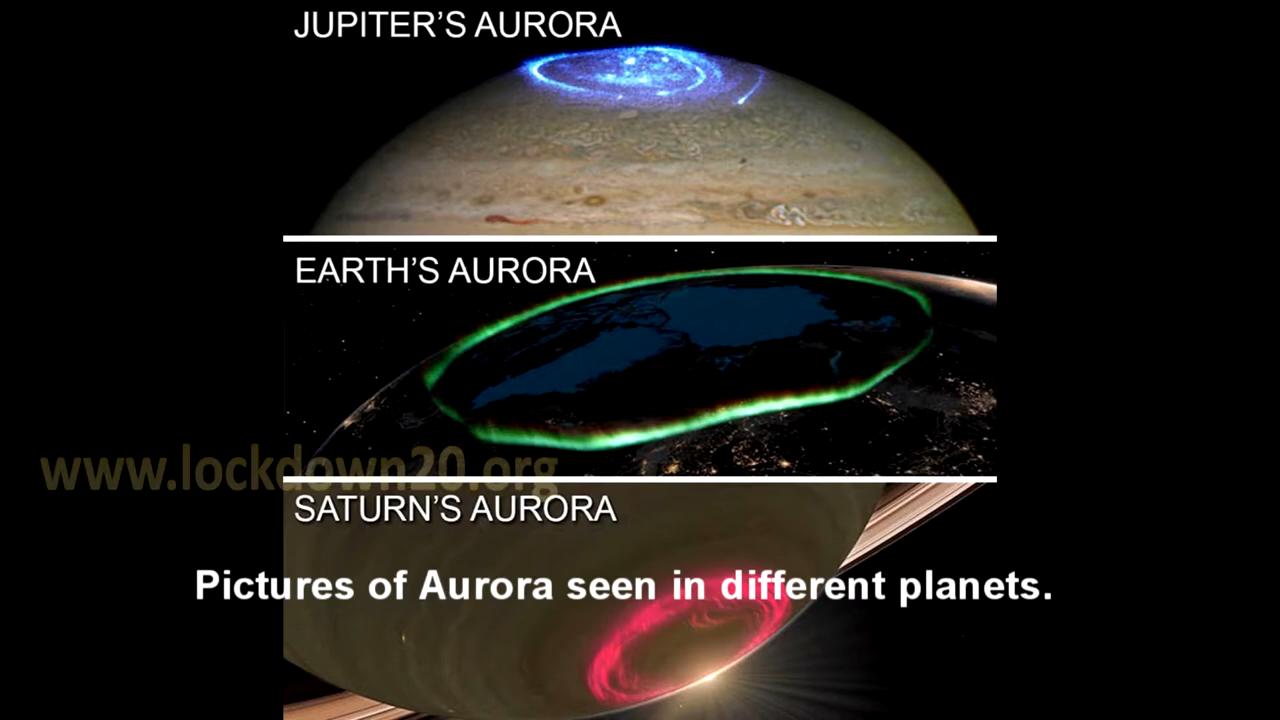 JUPITER'S AURORA
EARTH'S AURORA
www.lockdown20.org
SATURN'S AURORA
Pictures of Aurora seen in different planets.